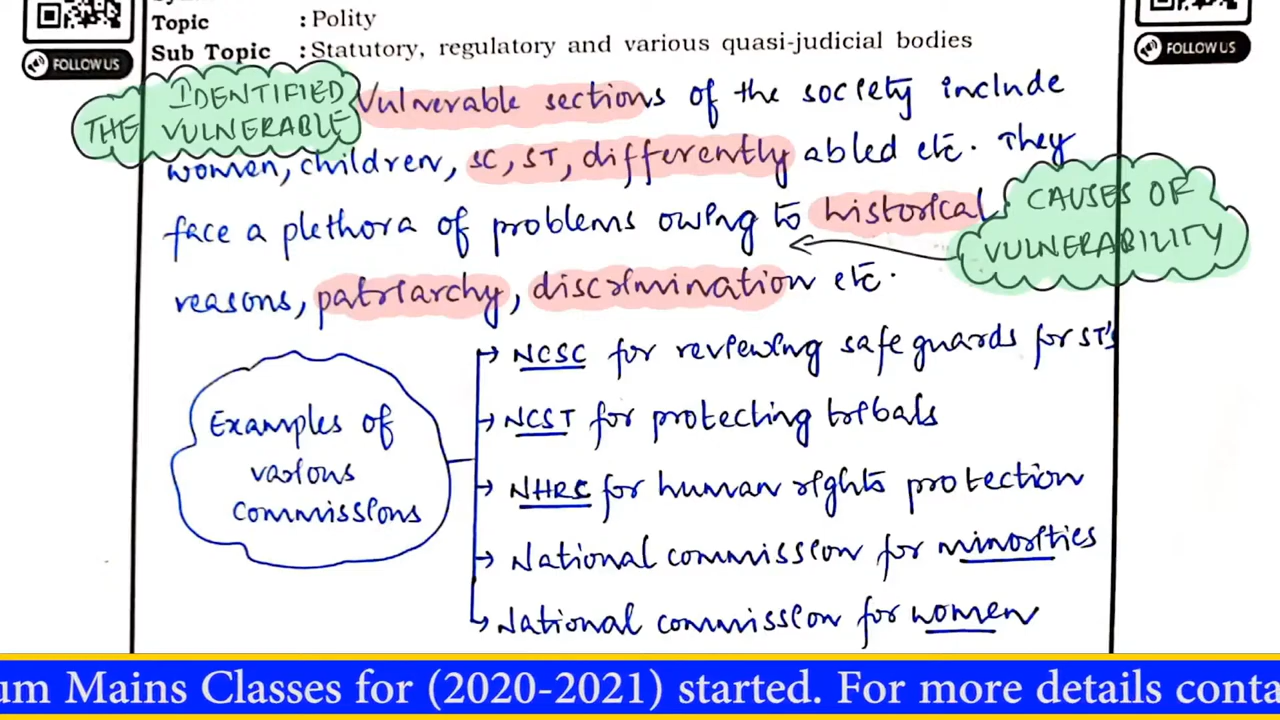 Topic : Polity
Sub Topic : Statutory, regulatory and various quasi-judicial bodies
FOLLOW US
FOLLOW US
IDENTIFIED
THE VULNERABLE
Vulnerable sections of the society include
women, children, SC, ST, differently abled etc. They
face a plethora of problems owing to historical
reasons, patriarchy, discrimination etc.
CAUSES OF
VULNERABILITY
Examples of
various
commissions
NCSC for reviewing safeguards for ST's
NCST for protecting tribals
NHRC for human rights protection
National commission for minorities
National commission for women
um Mains Classes for (2020-2021) started. For more details conta